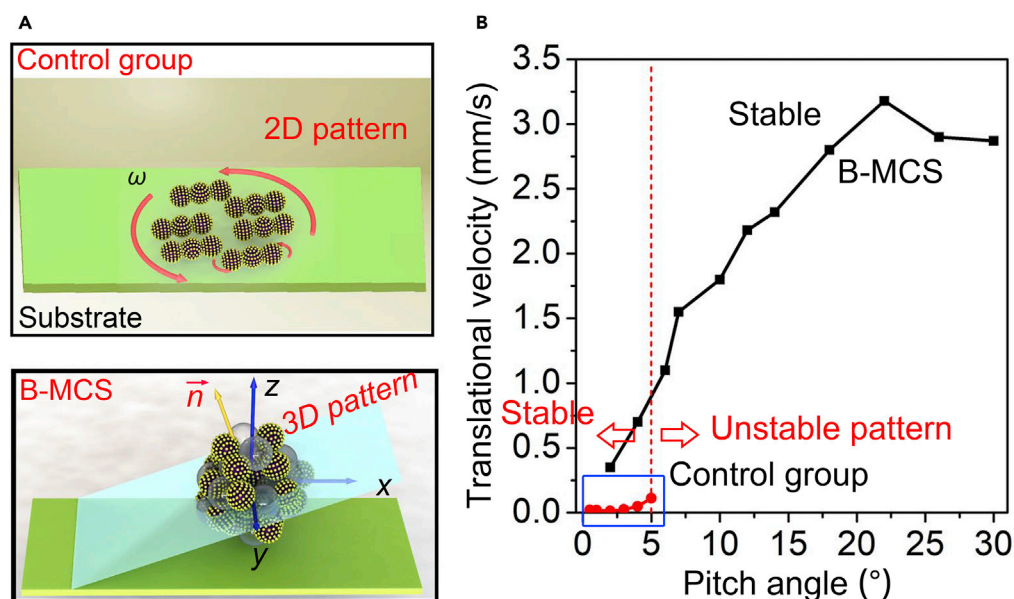 A
Control group
2D pattern
ω
Substrate
B-MCS
n
z
3D pattern
x
y
B
Translational velocity (mm/s)
3.5
3.0
2.5
2.0
1.5
1.0
0.5
0.0
Stable
B-MCS
Stable
Unstable pattern
Control group
0 5 10 15 20 25 30
Pitch angle (°)